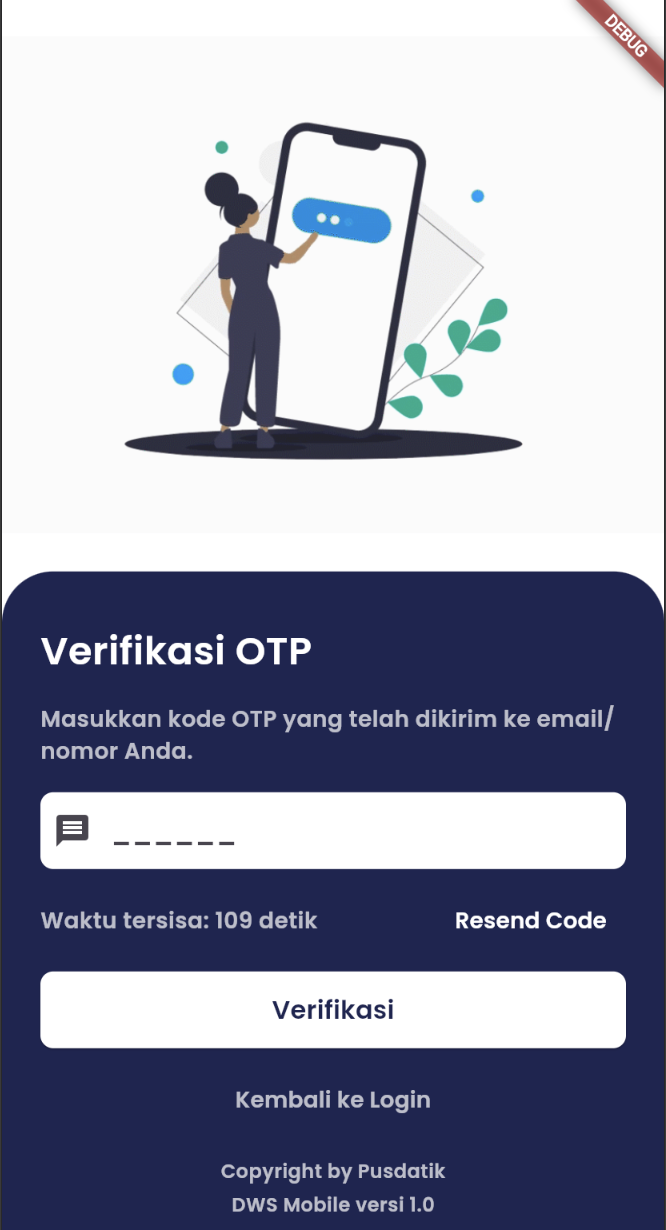 DEBUG
Verifikasi OTP
Masukkan kode OTP yang telah dikirim ke email/
nomor Anda.
_ _ _ _ _ _
Waktu tersisa: 109 detik
Resend Code
Verifikasi
Kembali ke Login
Copyright by Pusdatik
DWS Mobile versi 1.0